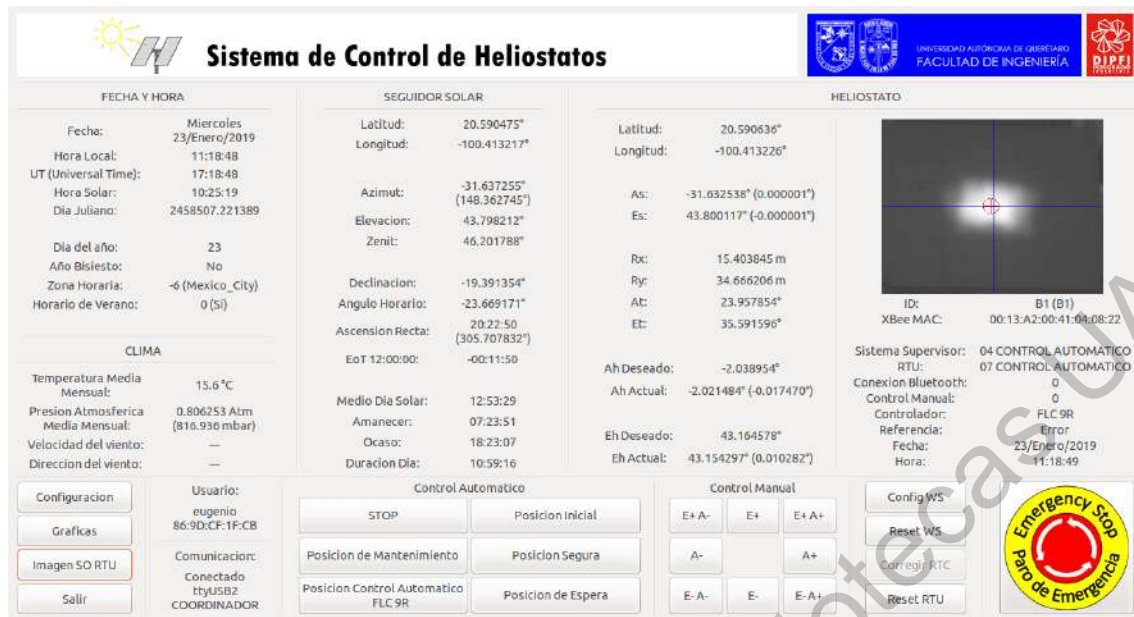 Sistema de Control de Heliostatos
UNIVERSIDAD AUTÓNOMA DE QUERÉTARO
FACULTAD DE INGENIERÍA
DIPFI
POSGRADO
INGENIERÍA
FECHA Y HORA
Fecha: Miercoles
23/Enero/2019
Hora Local: 11:18:48
UT (Universal Time): 17:18:48
Hora Solar: 10:25:19
Dia Juliano: 2458507.221389
Dia del año: 23
Año Bisiesto: No
Zona Horaria: -6 (Mexico_City)
Horario de Verano: 0 (Si)
CLIMA
Temperatura Media
Mensual: 15.6 °C
Presion Atmosferica
Media Mensual: 0.806253 Atm
(816.936 mbar)
Velocidad del viento: ---
Direccion del viento: ---
SEGUIDOR SOLAR
Latitud: 20.590475°
Longitud: -100.413217°
Azimut: -31.637255°
(148.362745°)
Elevacion: 43.798212°
Zenit: 46.201788°
Declinacion: -19.391354°
Angulo Horario: -23.669171°
Ascension Recta: 20:22:50
(305.707832°)
EoT 12:00:00: -00:11:50
Medio Dia Solar: 12:53:29
Amanecer: 07:23:51
Ocaso: 18:23:07
Duracion Dia: 10:59:16
HELIOSTATO
Latitud: 20.590636°
Longitud: -100.413226°
As: -31.632538° (0.000001°)
Es: 43.800117° (-0.000001°)
Rx: 15.403845 m
Ry: 34.666206 m
At: 23.957854°
Et: 35.591596°
Ah Deseado: -2.038954°
Ah Actual: -2.021484° (-0.017470°)
Eh Deseado: 43.164578°
Eh Actual: 43.154297° (0.010282°)
ID: B1 (B1)
XBee MAC: 00:13:A2:00:41:04:08:22
Sistema Supervisor: 04 CONTROL AUTOMATICO
RTU: 07 CONTROL AUTOMATICO
Conexion Bluetooth: 0
Control Manual: 0
Controlador: FLC 9R
Referencia: Error
Fecha: 23/Enero/2019
Hora: 11:18:49
Configuracion
Graficas
Imagen SO RTU
Salir
Usuario:
eugenio
86:9D:CF:1F:CB
Comunicacion:
Conectado
ttyUSB2
COORDINADOR
Control Automatico
STOP
Posicion Inicial
Posicion de Mantenimiento
Posicion Segura
Posicion Control Automatico
FLC 9R
Posicion de Espera
Control Manual
E+ A- E+ E+ A+
A- A+
E- A- E- E- A+
Config WS
Reset WS
Corregir RTC
Reset RTU
Emergency Stop
Paro de Emergencia